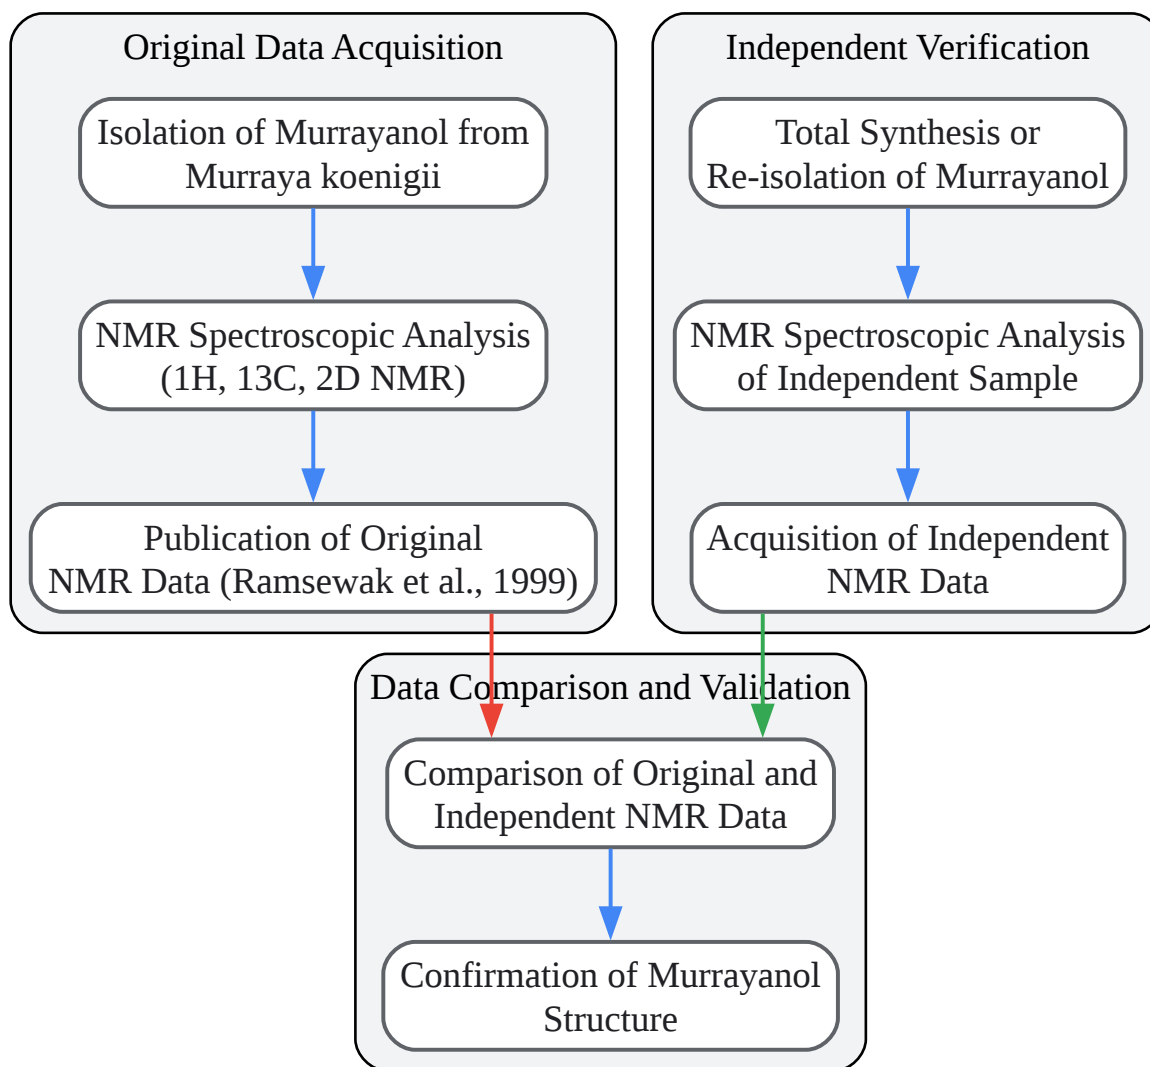 Original Data Acquisition
Isolation of Murrayanol from
Murraya koenigii
NMR Spectroscopic Analysis
(1H, 13C, 2D NMR)
Publication of Original
NMR Data (Ramsewak et al., 1999)
Independent Verification
Total Synthesis or
Re-isolation of Murrayanol
NMR Spectroscopic Analysis
of Independent Sample
Acquisition of Independent
NMR Data
Data Comparison and Validation
Comparison of Original and
Independent NMR Data
Confirmation of Murrayanol
Structure